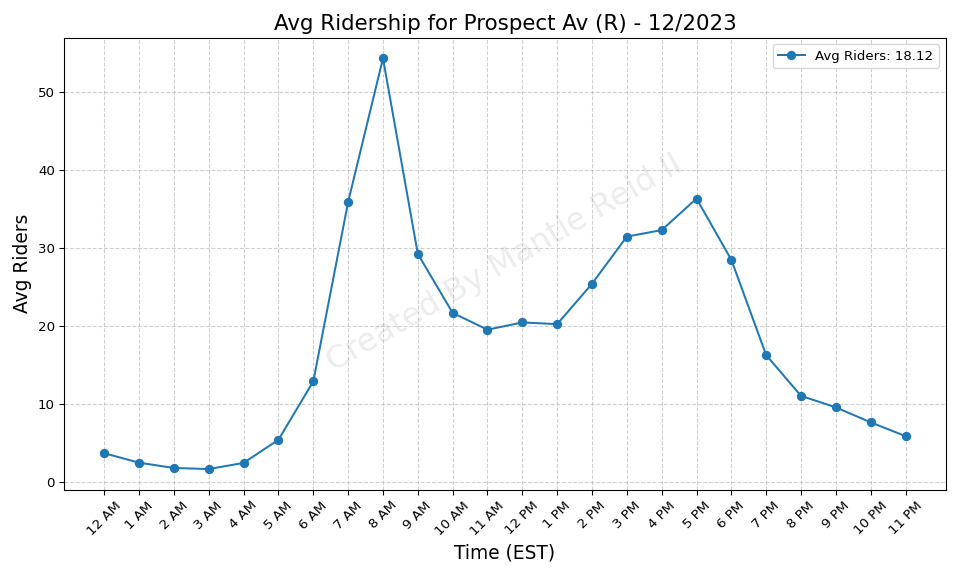 Avg Ridership for Prospect Av (R) - 12/2023
Avg Riders: 18.12
Avg Riders
50
40
30
20
10
0
Created By Mantie Reid II
12 AM
1 AM
2 AM
3 AM
4 AM
5 AM
6 AM
7 AM
8 AM
9 AM
10 AM
11 AM
12 PM
1 PM
2 PM
3 PM
4 PM
5 PM
6 PM
7 PM
8 PM
9 PM
10 PM
11 PM
Time (EST)